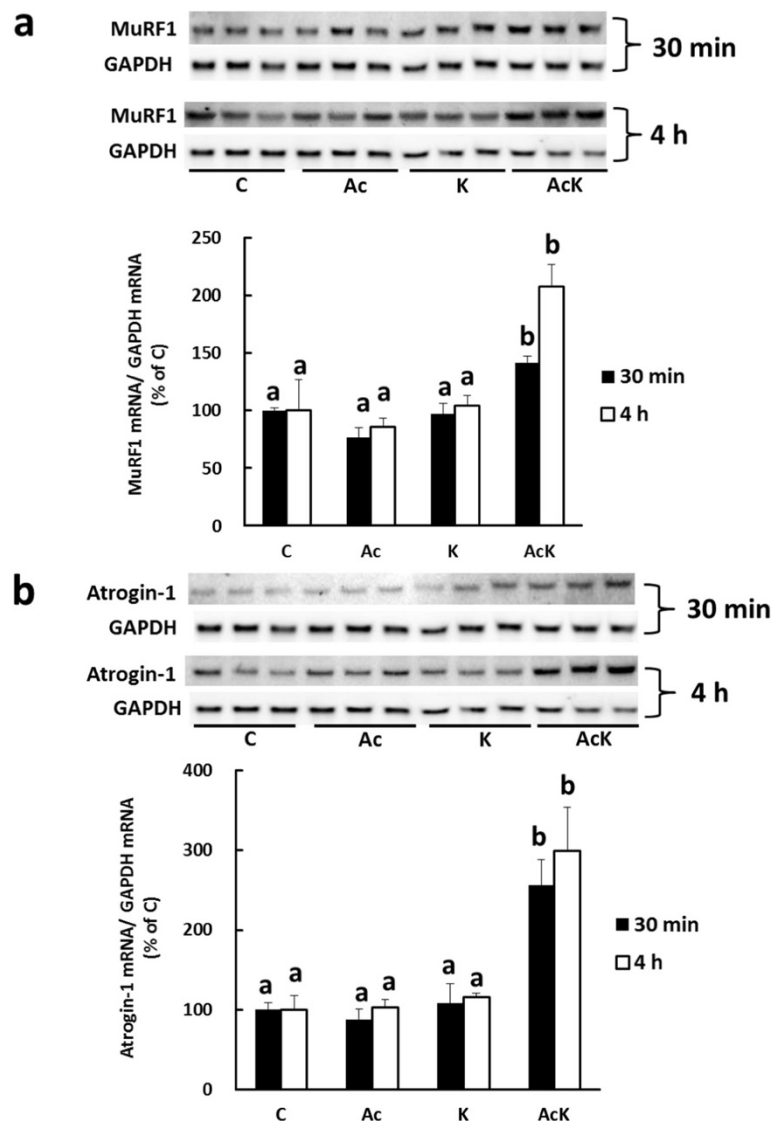 a
MuRF1
GAPDH
30 min
MuRF1
GAPDH
4 h
C Ac K AcK
MuRF1 mRNA/ GAPDH mRNA
(% of C)
250
200
150
100
50
0
a a a a a a b b
30 min
4 h
C Ac K AcK
b
Atrogin-1
GAPDH
30 min
Atrogin-1
GAPDH
4 h
C Ac K AcK
Atrogin-1 mRNA/ GAPDH mRNA
(% of C)
400
300
200
100
0
a a a a a a b b
30 min
4 h
C Ac K AcK